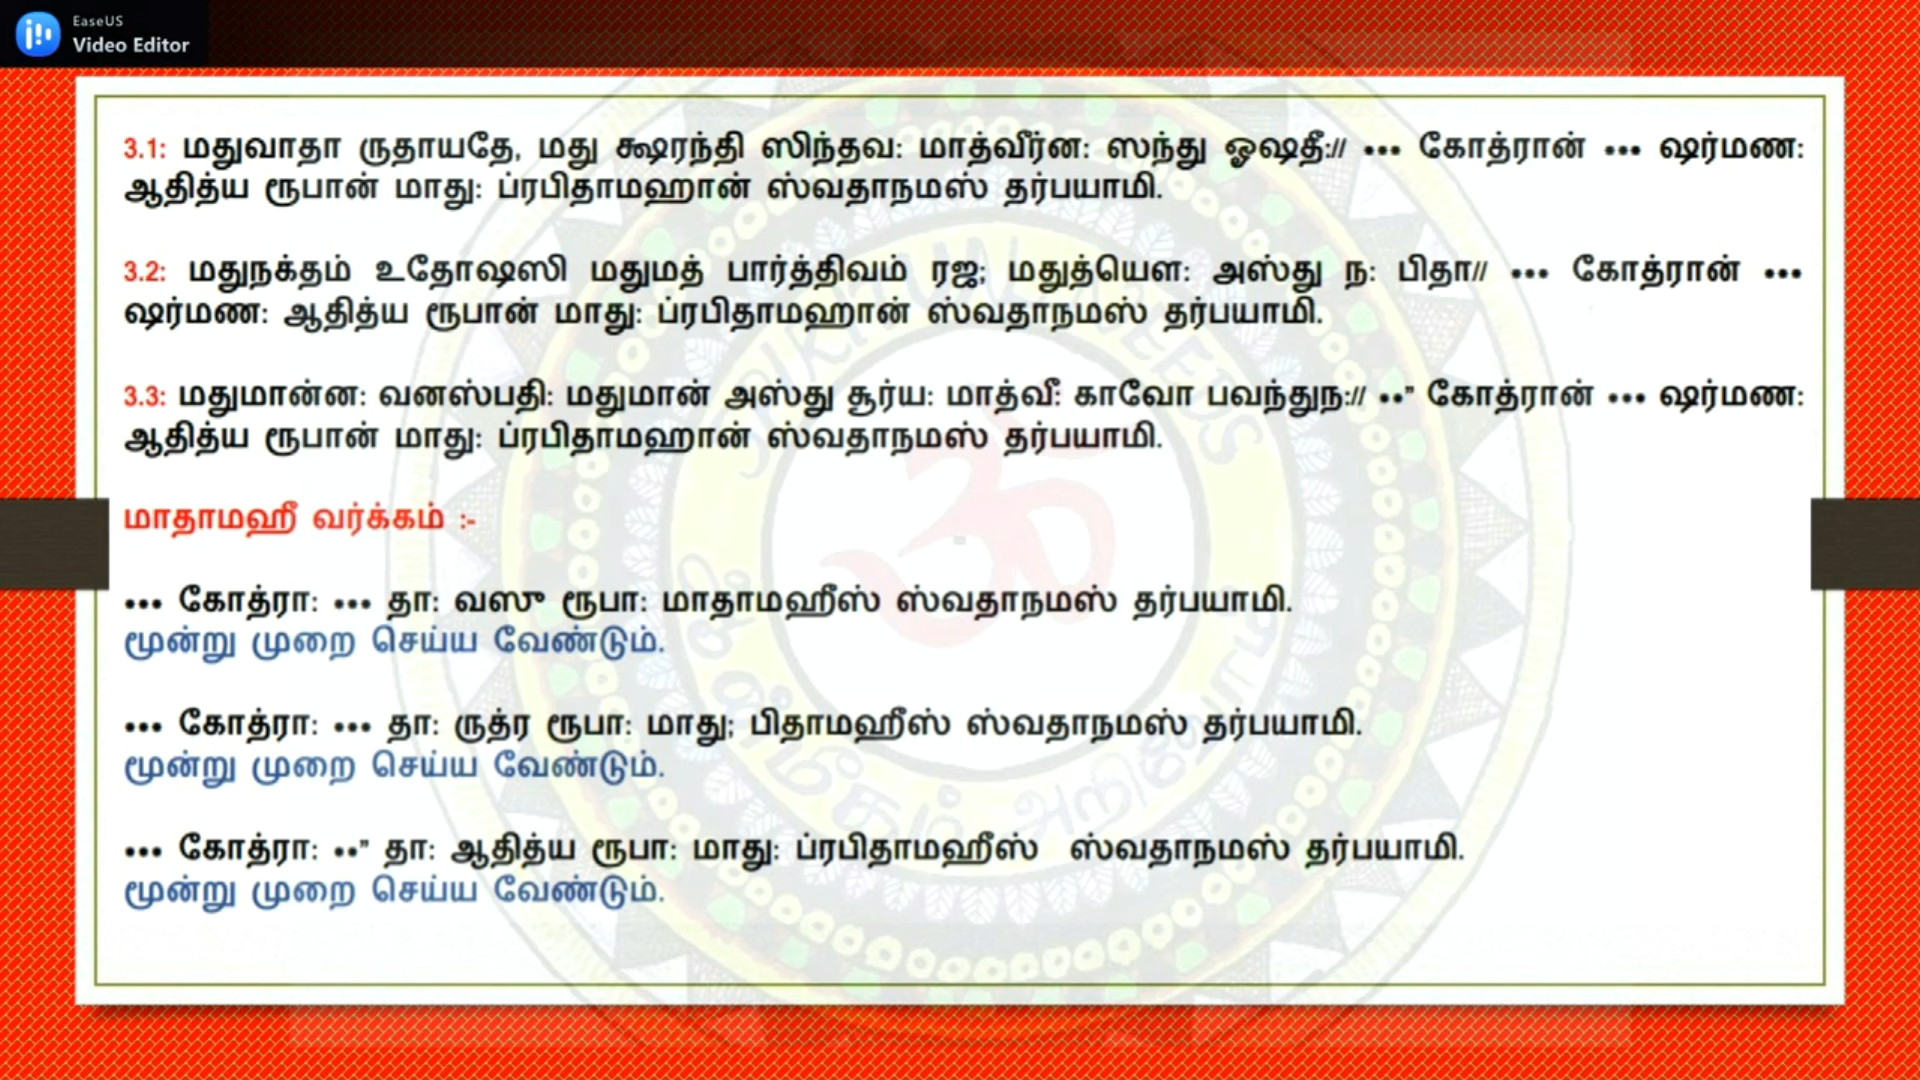 EaseUS
Video Editor
3.1: மதுவாதா ருதாயதே, மது க்ஷரந்தி ஸிந்தவ: மாத்வீர்ன: ஸந்து ஓஷதீ:// ••• கோத்ரான் ••• ஷர்மண:
ஆதித்ய ரூபான் மாது: ப்ரபிதாமஹான் ஸ்வதாநமஸ் தர்பயாமி.
3.2: மதுநக்தம் உதோஷஸி மதுமத் பார்த்திவம் ரஜ; மதுத்யௌ: அஸ்து ந: பிதா// ••• கோத்ரான் •••
ஷர்மண: ஆதித்ய ரூபான் மாது: ப்ரபிதாமஹான் ஸ்வதாநமஸ் தர்பயாமி.
3.3: மதுமான்ன: வனஸ்பதி: மதுமான் அஸ்து சூர்ய: மாத்வீ: காவோ பவந்துந:// ••" கோத்ரான் ••• ஷர்மண:
ஆதித்ய ரூபான் மாது: ப்ரபிதாமஹான் ஸ்வதாநமஸ் தர்பயாமி.
மாதாமஹீ வர்க்கம் :-
••• கோத்ரா: ••• தா: வஸு ரூபா: மாதாமஹீஸ் ஸ்வதாநமஸ் தர்பயாமி.
மூன்று முறை செய்ய வேண்டும்.
••• கோத்ரா: ••• தா: ருத்ர ரூபா: மாது; பிதாமஹீஸ் ஸ்வதாநமஸ் தர்பயாமி.
மூன்று முறை செய்ய வேண்டும்.
••• கோத்ரா: ••" தா: ஆதித்ய ரூபா: மாது: ப்ரபிதாமஹீஸ் ஸ்வதாநமஸ் தர்பயாமி.
மூன்று முறை செய்ய வேண்டும்.